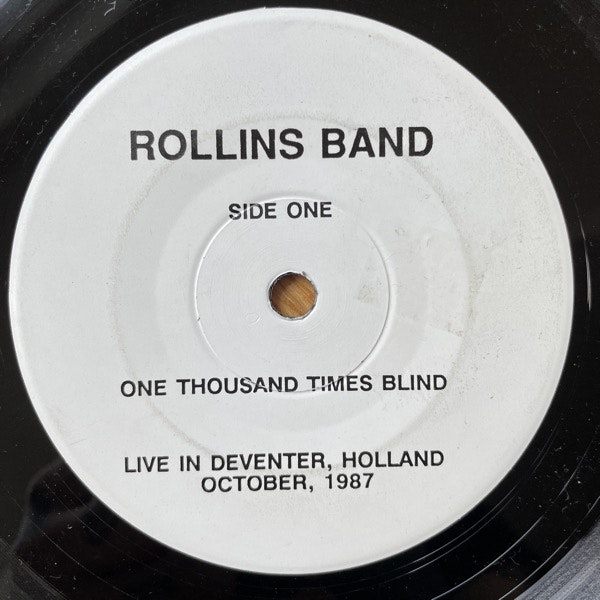 ROLLINS BAND
SIDE ONE
ONE THOUSAND TIMES BLIND
LIVE IN DEVENTER, HOLLAND
OCTOBER, 1987